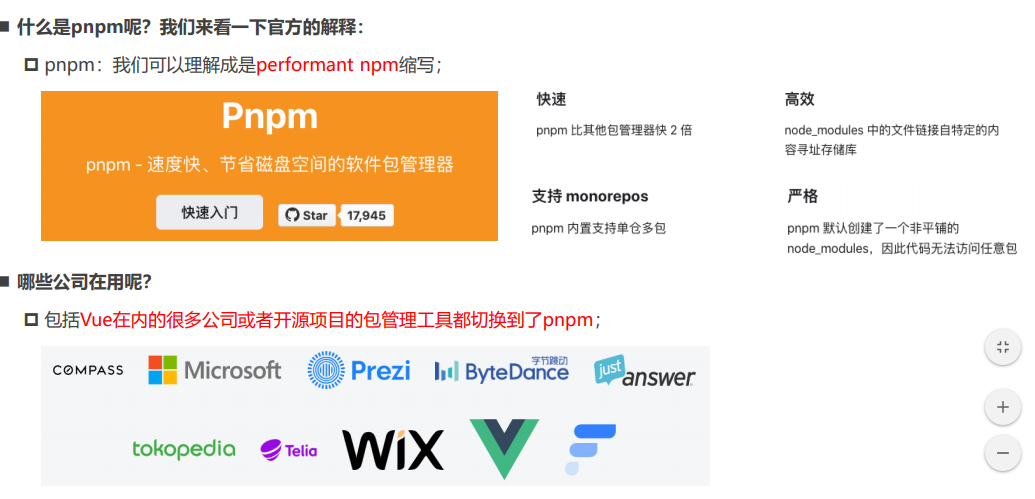 什么是pnpm呢？我们来看一下官方的解释：
pnpm：我们可以理解成是performant npm缩写；
Pnpm
pnpm - 速度快、节省磁盘空间的软件包管理器
快速入门
Star
17,945
快速
pnpm 比其他包管理器快 2 倍
高效
node_modules 中的文件链接自特定的内
容寻址存储库
支持 monorepos
pnpm 内置支持单仓多包
严格
pnpm 默认创建了一个非平铺的
node_modules，因此代码无法访问任意包
哪些公司在用呢？
包括Vue在内的很多公司或者开源项目的包管理工具都切换到了pnpm；
COMPASS
Microsoft
Prezi
字节跳动
ByteDance
just
answer
tokopedia
Telia
WiX